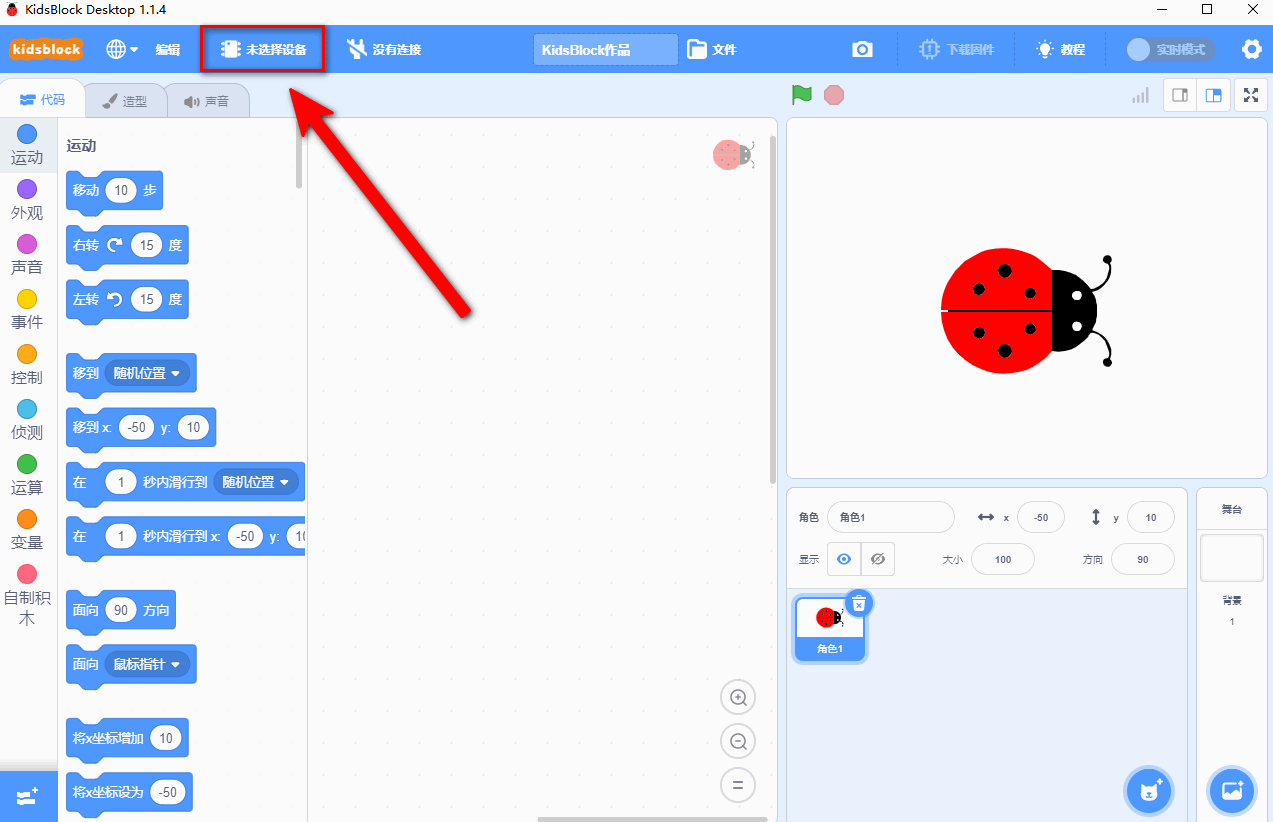 KidsBlock Desktop 1.1.4
kidsblock 编辑 未选择设备 没有连接 KidsBlock作品 文件 下载固件 教程 实时模式
代码 造型 声音
运动
外观
声音
事件
控制
侦测
运算
变量
自制积
木
运动
移动 10 步
右转 15 度
左转 15 度
移到 随机位置
移到 x: -50 y: 10
在 1 秒内滑行到 随机位置
在 1 秒内滑行到 x: -50 y: 10
面向 90 方向
面向 鼠标指针
将x坐标增加 10
将x坐标设为 -50
角色 角色1 x -50 y 10
显示 大小 100 方向 90
角色1
舞台
背景
1